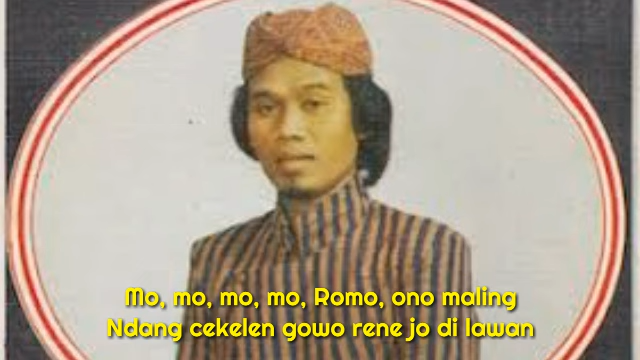 Mo, mo, mo, mo, Romo, ono maling
Ndang cekelen gowo rene jo di lawan